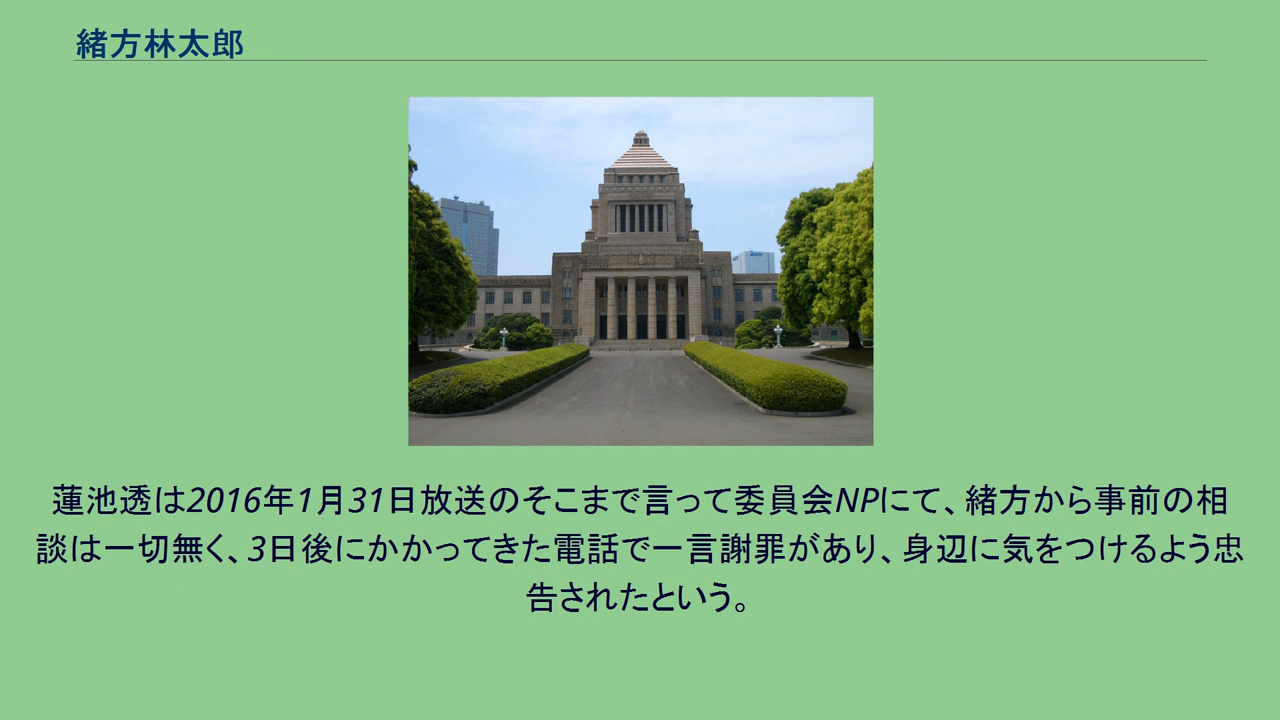 緒方林太郎
蓮池透は2016年1月31日放送のそこまで言って委員会NPにて、緒方から事前の相
談は一切無く、3日後にかかってきた電話で一言謝罪があり、身辺に気をつけるよう忠
告されたという。